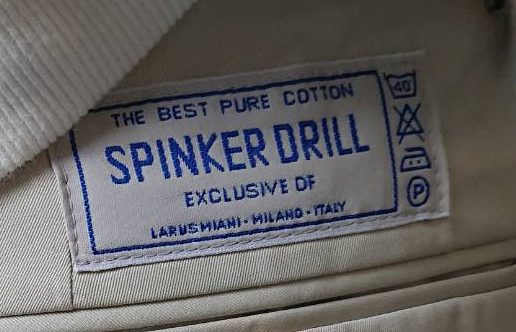 THE BEST PURE COTTON
SPINKER DRILL
EXCLUSIVE OF
LARUSMIANI - MILANO - ITALY
40°
P